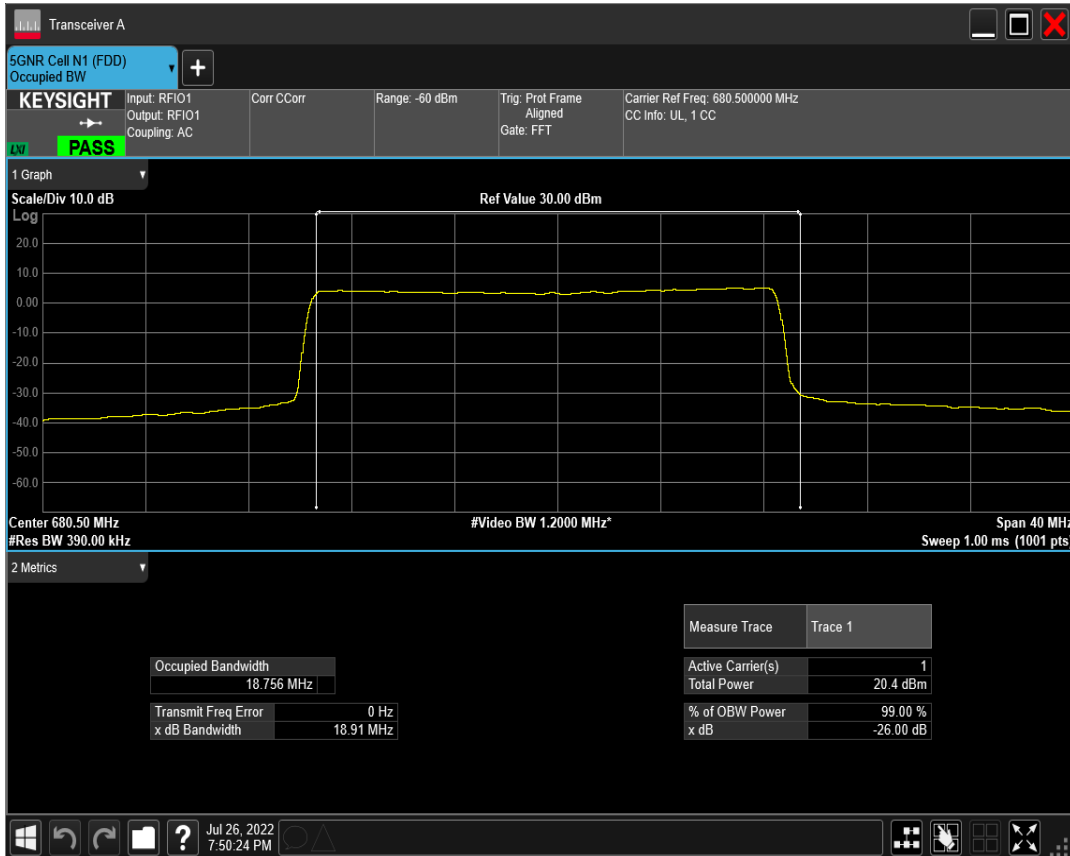 Transceiver A
5GNR Cell N1 (FDD)
Occupied BW
+
KEYSIGHT
LXI
PASS
Input: RFIO1
Output: RFIO1
Coupling: AC
Corr CCorr
Range: -60 dBm
Trig: Prot Frame
Aligned
Gate: FFT
Carrier Ref Freq: 680.500000 MHz
CC Info: UL, 1 CC
1 Graph
Scale/Div 10.0 dB
Ref Value 30.00 dBm
Log
20.0
10.0
0.00
-10.0
-20.0
-30.0
-40.0
-50.0
-60.0
Center 680.50 MHz
#Video BW 1.2000 MHz*
Span 40 MHz
#Res BW 390.00 kHz
Sweep 1.00 ms (1001 pts)
2 Metrics
Measure Trace Trace 1
Occupied Bandwidth
18.756 MHz
Active Carrier(s) 1
Total Power 20.4 dBm
Transmit Freq Error 0 Hz
x dB Bandwidth 18.91 MHz
% of OBW Power 99.00 %
x dB -26.00 dB
?
Jul 26, 2022
7:50:24 PM